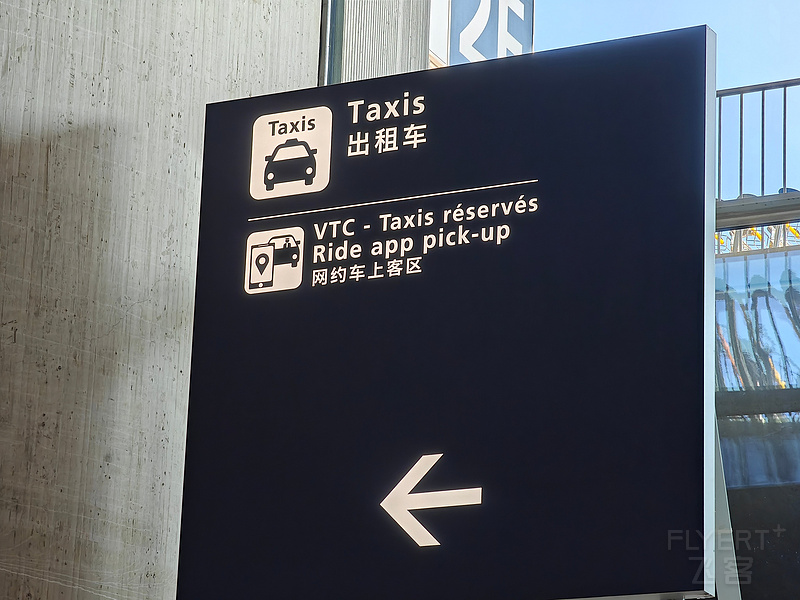 Taxis
Taxis
出租车
VTC - Taxis réservés
Ride app pick-up
网约车上客区
FLYERT+
飞客